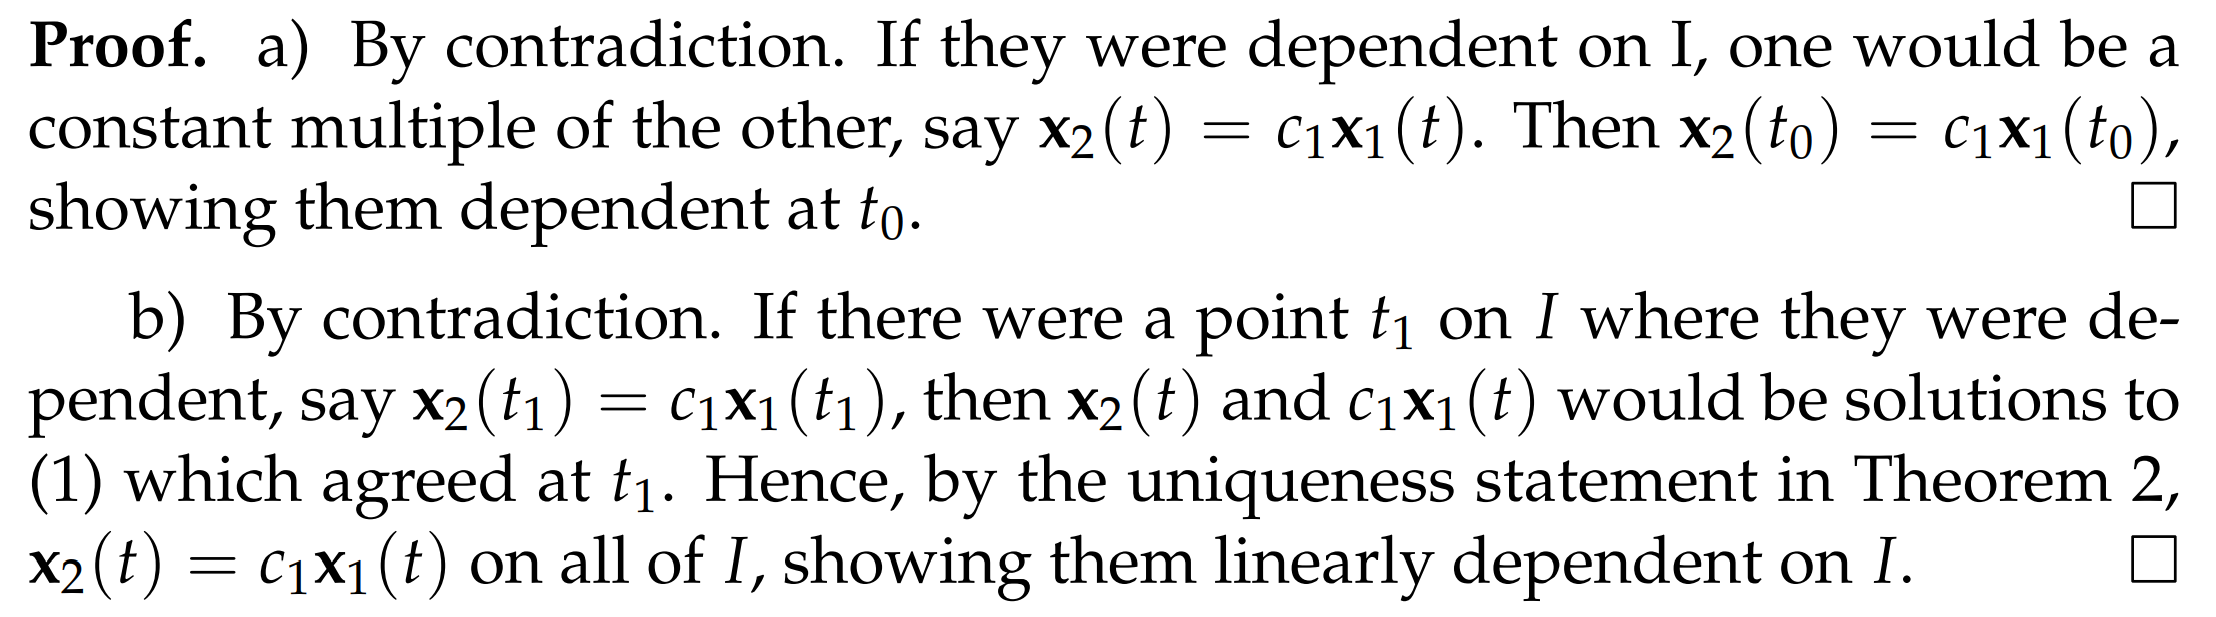 Proof. a) By contradiction. If they were dependent on I, one would be a
constant multiple of the other, say x₂(t) = c₁x₁(t). Then x₂(t₀) = c₁x₁(t₀),
showing them dependent at t₀. □
b) By contradiction. If there were a point t₁ on I where they were de-
pendent, say x₂(t₁) = c₁x₁(t₁), then x₂(t) and c₁x₁(t) would be solutions to
(1) which agreed at t₁. Hence, by the uniqueness statement in Theorem 2,
x₂(t) = c₁x₁(t) on all of I, showing them linearly dependent on I. □